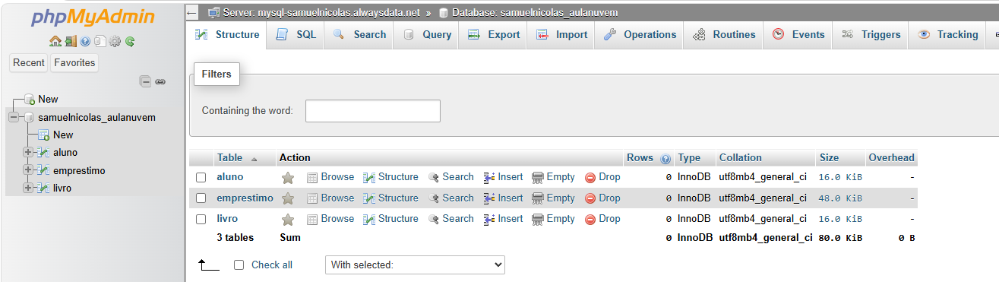 phpMyAdmin
Recent Favorites
New
samuelnicolas_aulanuvem
New
aluno
emprestimo
livro
Server: mysql-samuelnicolas.alwaysdata.net » Database: samuelnicolas_aulanuvem
Structure SQL Search Query Export Import Operations Routines Events Triggers Tracking
Filters
Containing the word:
Table Action Rows Type Collation Size Overhead
aluno Browse Structure Search Insert Empty Drop 0 InnoDB utf8mb4_general_ci 16.0 KiB -
emprestimo Browse Structure Search Insert Empty Drop 0 InnoDB utf8mb4_general_ci 48.0 KiB -
livro Browse Structure Search Insert Empty Drop 0 InnoDB utf8mb4_general_ci 16.0 KiB -
3 tables Sum 0 InnoDB utf8mb4_general_ci 80.0 KiB 0 B
Check all With selected: